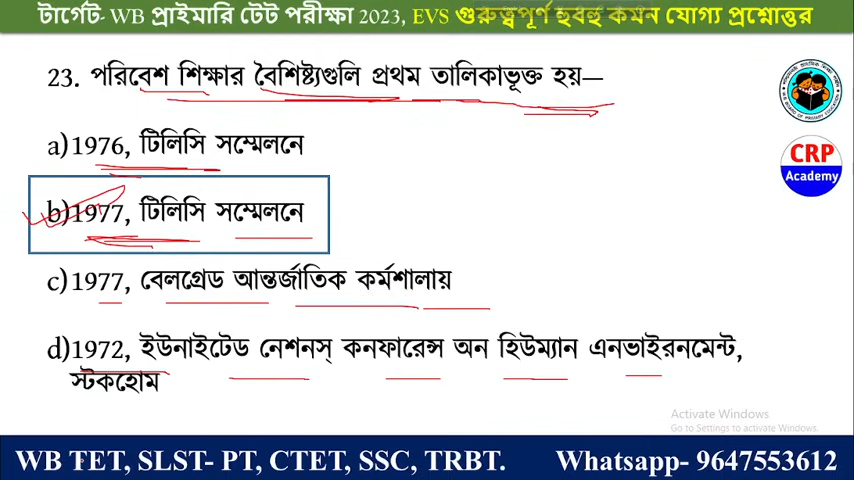 টার্গেট- WB প্রাইমারি টেট পরীক্ষা 2023, EVS গুরুত্বপূর্ণ হুবহু কমন যোগ্য প্রশ্নোত্তর
23. পরিবেশ শিক্ষার বৈশিষ্ট্যগুলি প্রথম তালিকাভূক্ত হয়—
a)1976, টিলিসি সম্মেলনে
b)1977, টিলিসি সম্মেলনে
c)1977, বেলগ্রেড আন্তর্জাতিক কর্মশালায়
d)1972, ইউনাইটেড নেশনস্ কনফারেন্স অন হিউম্যান এনভাইরনমেন্ট,
স্টকহোম
CRP
Academy
Activate Windows
Go to Settings to activate Windows.
WB TET, SLST- PT, CTET, SSC, TRBT. Whatsapp- 9647553612